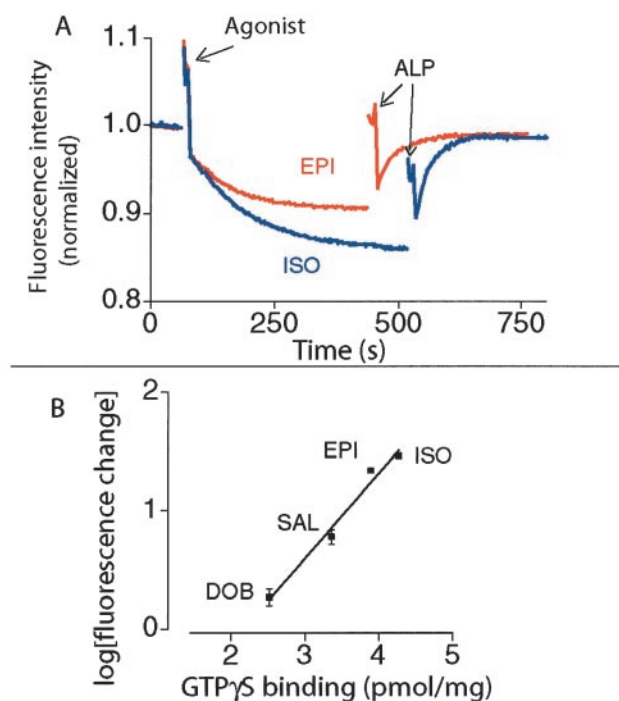 A
Fluorescence intensity
(normalized)
1.1
1.0
0.9
0.8
Agonist
ALP
EPI
ISO
0
250
500
750
Time (s)
B
log[fluorescence change]
2
1
0
EPI
ISO
SAL
DOB
2
3
4
5
GTPγS binding (pmol/mg)